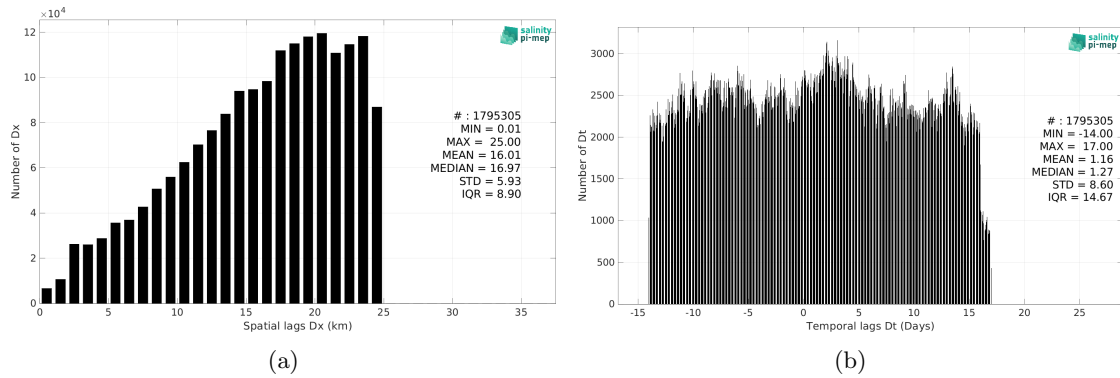 ×10⁴
12
10
8
6
4
2
0
Number of Dx
0 5 10 15 20 25 30 35
Spatial lags Dx (km)
salinity
pi-mep
# : 1795305
MIN = 0.01
MAX = 25.00
MEAN = 16.01
MEDIAN = 16.97
STD = 5.93
IQR = 8.90
(a)
3000
2500
2000
1500
1000
500
0
Number of Dt
-15 -10 -5 0 5 10 15 20 25
Temporal lags Dt (Days)
salinity
pi-mep
# : 1795305
MIN = -14.00
MAX = 17.00
MEAN = 1.16
MEDIAN = 1.27
STD = 8.60
IQR = 14.67
(b)